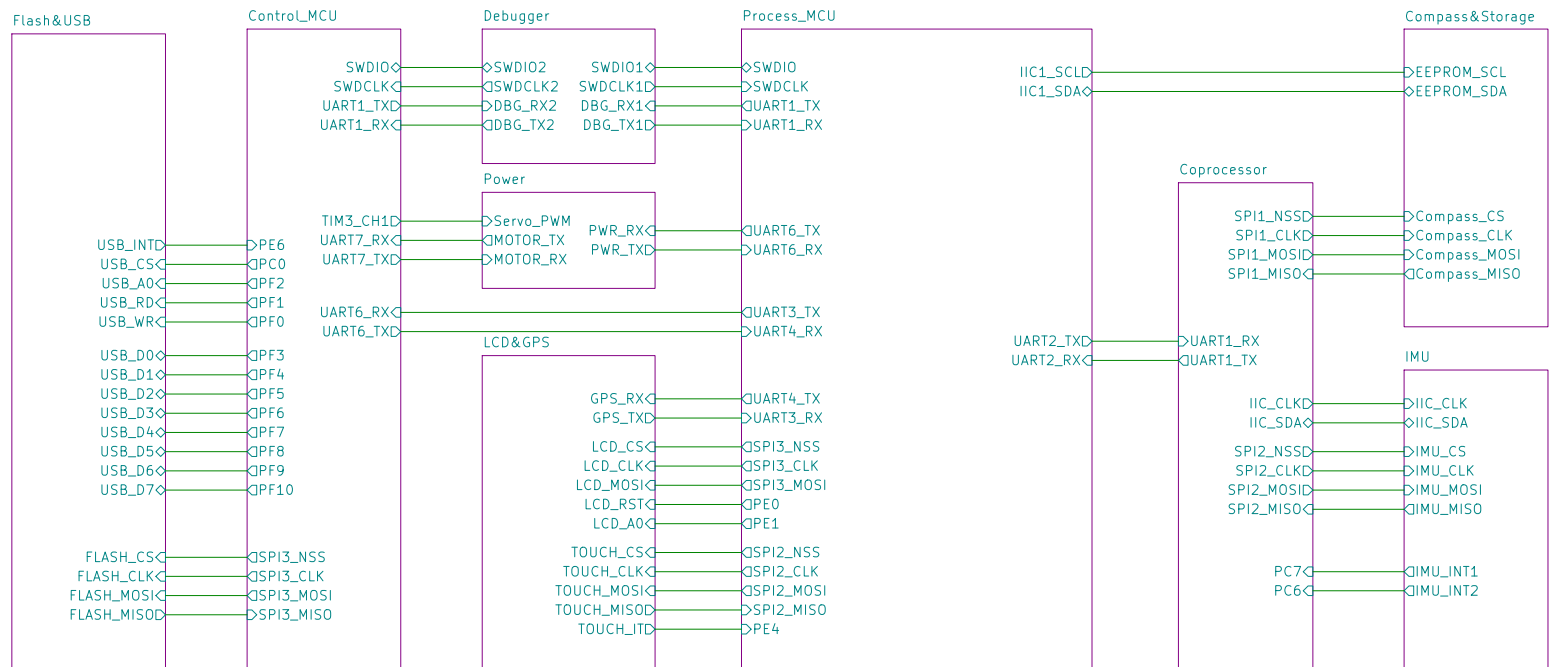 Flash&USB
USB_INT
USB_CS
USB_A0
USB_RD
USB_WR
USB_D0
USB_D1
USB_D2
USB_D3
USB_D4
USB_D5
USB_D6
USB_D7
FLASH_CS
FLASH_CLK
FLASH_MOSI
FLASH_MISO
Control_MCU
SWDIO
SWDCLK
UART1_TX
UART1_RX
TIM3_CH1
UART7_RX
UART7_TX
UART6_RX
UART6_TX
PE6
PC0
PF2
PF1
PF0
PF3
PF4
PF5
PF6
PF7
PF8
PF9
PF10
SPI3_NSS
SPI3_CLK
SPI3_MOSI
SPI3_MISO
Debugger
SWDIO2
SWDCLK2
DBG_RX2
DBG_TX2
SWDIO1
SWDCLK1
DBG_RX1
DBG_TX1
Power
Servo_PWM
MOTOR_TX
MOTOR_RX
PWR_RX
PWR_TX
LCD&GPS
GPS_RX
GPS_TX
LCD_CS
LCD_CLK
LCD_MOSI
LCD_RST
LCD_A0
TOUCH_CS
TOUCH_CLK
TOUCH_MOSI
TOUCH_MISO
TOUCH_IT
Process_MCU
SWDIO
SWDCLK
UART1_TX
UART1_RX
UART6_TX
UART6_RX
UART3_TX
UART4_RX
UART4_TX
UART3_RX
SPI3_NSS
SPI3_CLK
SPI3_MOSI
PE0
PE1
SPI2_NSS
SPI2_CLK
SPI2_MOSI
SPI2_MISO
PE4
IIC1_SCL
IIC1_SDA
UART2_TX
UART2_RX
Coprocessor
UART1_RX
UART1_TX
SPI1_NSS
SPI1_CLK
SPI1_MOSI
SPI1_MISO
IIC_CLK
IIC_SDA
SPI2_NSS
SPI2_CLK
SPI2_MOSI
SPI2_MISO
PC7
PC6
Compass&Storage
EEPROM_SCL
EEPROM_SDA
Compass_CS
Compass_CLK
Compass_MOSI
Compass_MISO
IMU
IIC_CLK
IIC_SDA
IMU_CS
IMU_CLK
IMU_MOSI
IMU_MISO
IMU_INT1
IMU_INT2